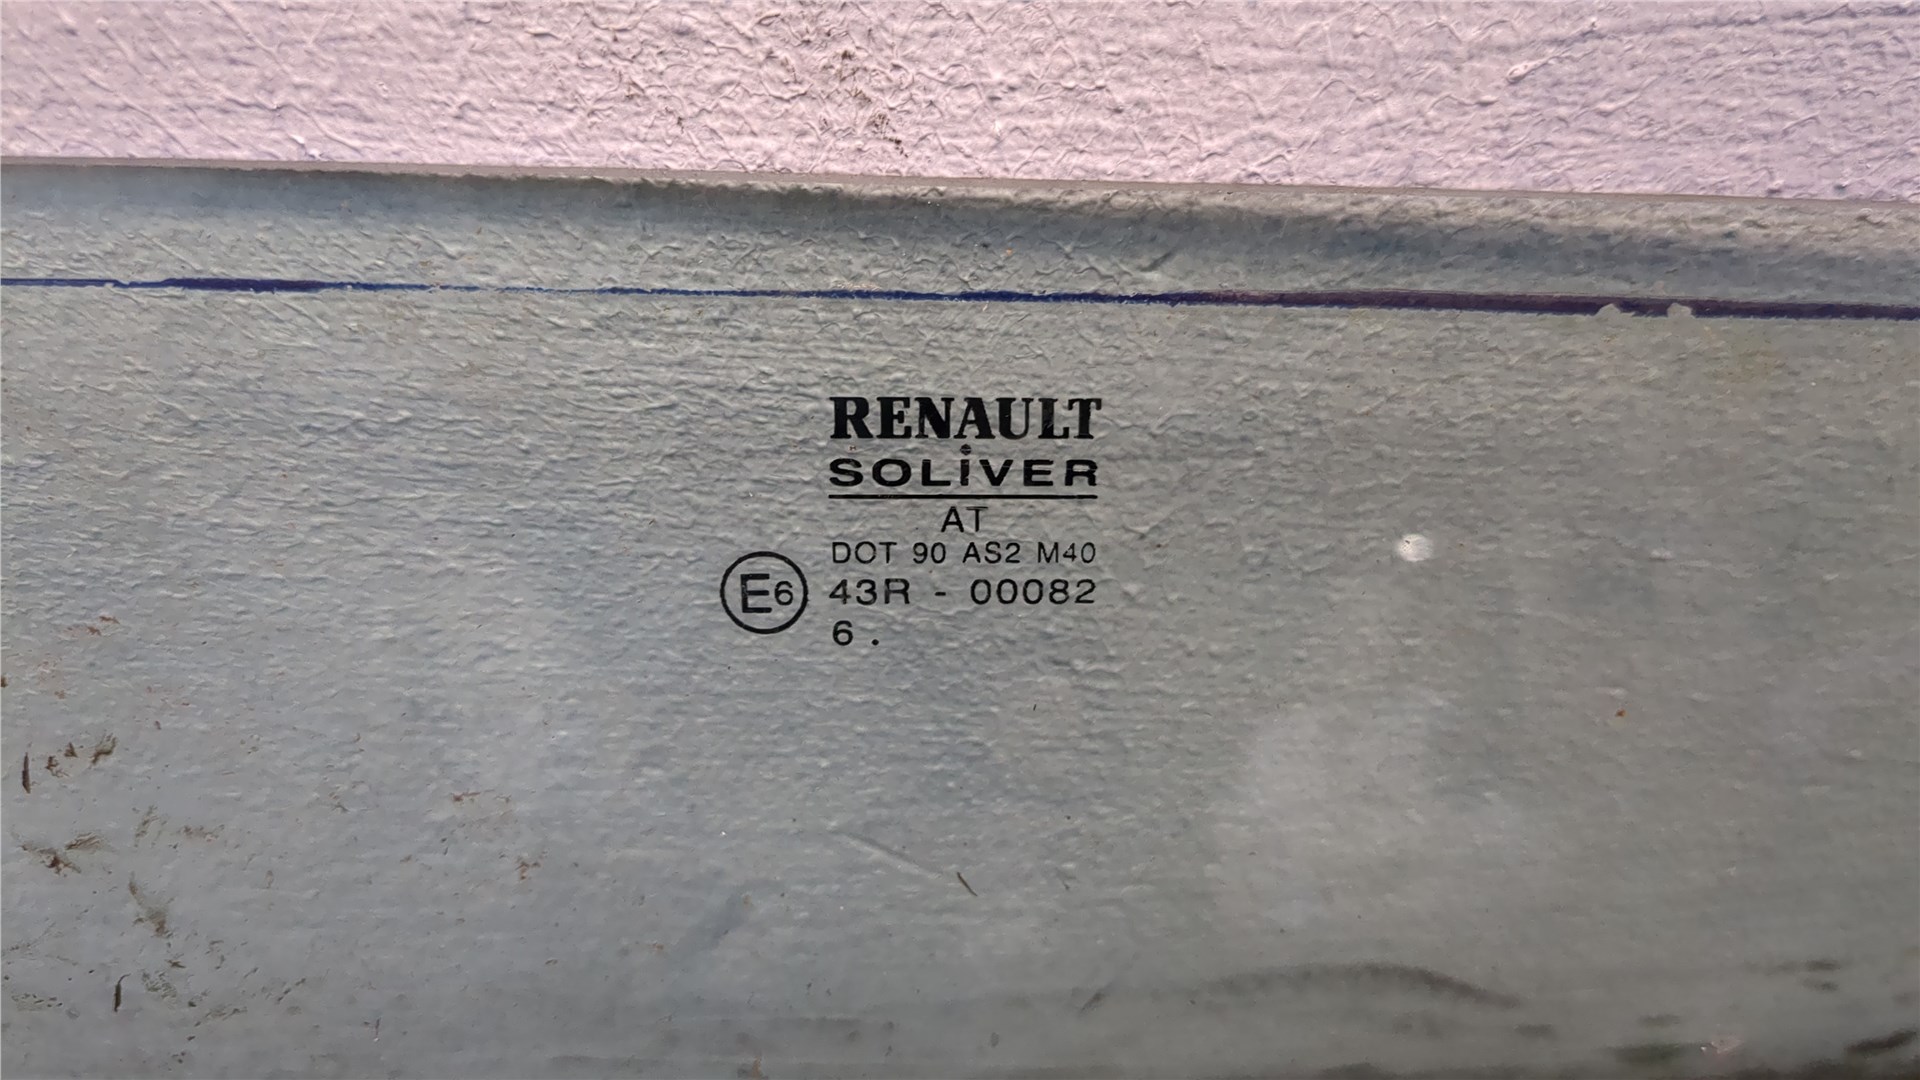 RENAULT
SOLiVER
AT
DOT 90 AS2 M40
E6 43R - 00082
6 .